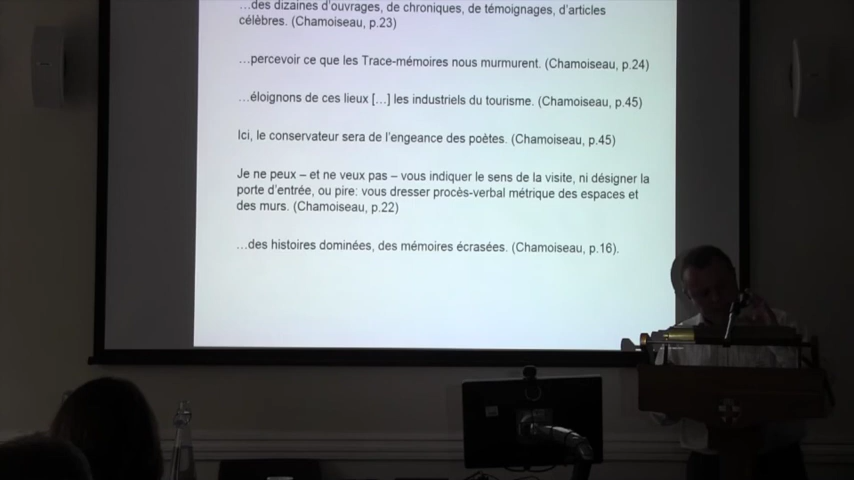 …des dizaines d'ouvrages, de chroniques, de témoignages, d'articles
célèbres. (Chamoiseau, p.23)
…percevoir ce que les Trace-mémoires nous murmurent. (Chamoiseau, p.24)
…éloignons de ces lieux […] les industriels du tourisme. (Chamoiseau, p.45)
Ici, le conservateur sera de l'engeance des poètes. (Chamoiseau, p.45)
Je ne peux – et ne veux pas – vous indiquer le sens de la visite, ni désigner la
porte d'entrée, ou pire: vous dresser procès-verbal métrique des espaces et
des murs. (Chamoiseau, p.22)
…des histoires dominées, des mémoires écrasées. (Chamoiseau, p.16).